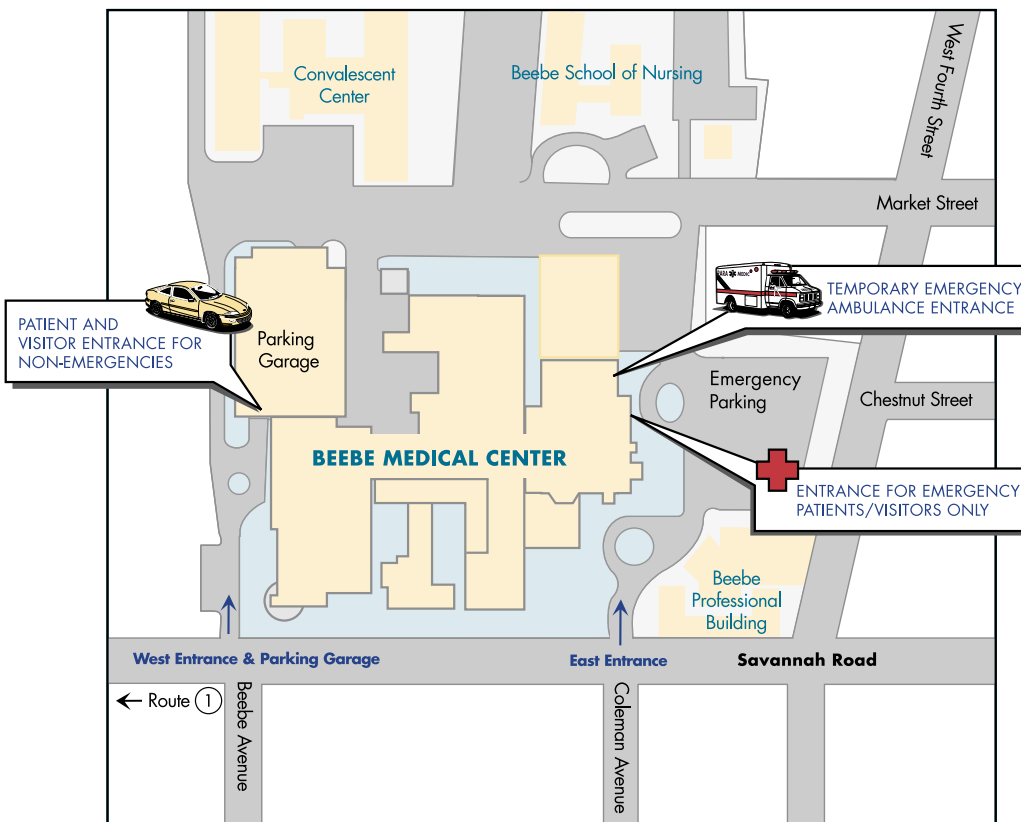 Convalescent
Center
Beebe School of Nursing
West Fourth Street
Market Street
PARA MEDIC
TEMPORARY EMERGENCY
AMBULANCE ENTRANCE
PATIENT AND
VISITOR ENTRANCE FOR
NON-EMERGENCIES
Parking
Garage
Emergency
Parking
Chestnut Street
BEEBE MEDICAL CENTER
ENTRANCE FOR EMERGENCY
PATIENTS/VISITORS ONLY
Beebe
Professional
Building
West Entrance & Parking Garage
East Entrance
Savannah Road
← Route 1
Beebe Avenue
Coleman Avenue